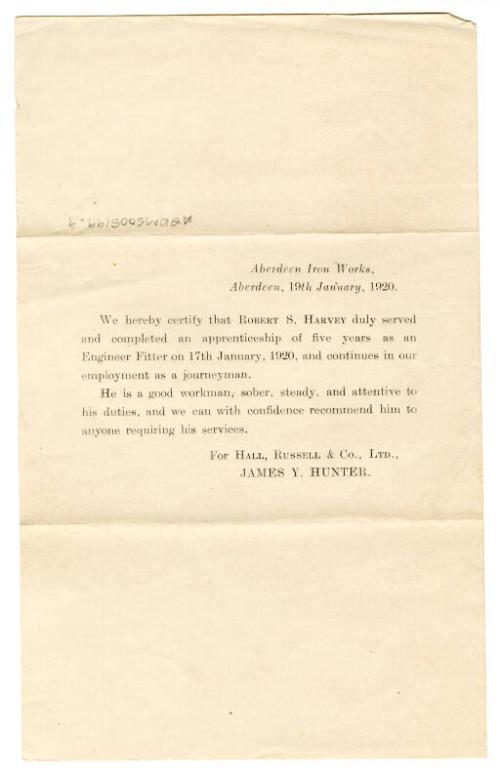 ABDMS005199.4
Aberdeen Iron Works,
Aberdeen, 19th January, 1920.
We hereby certify that ROBERT S. HARVEY duly served
and completed an apprenticeship of five years as an
Engineer Fitter on 17th January, 1920, and continues in our
employment as a journeyman.
He is a good workman, sober, steady, and attentive to
his duties, and we can with confidence recommend him to
anyone requiring his services.
For HALL, RUSSELL & CO., LTD.,
JAMES Y. HUNTER.